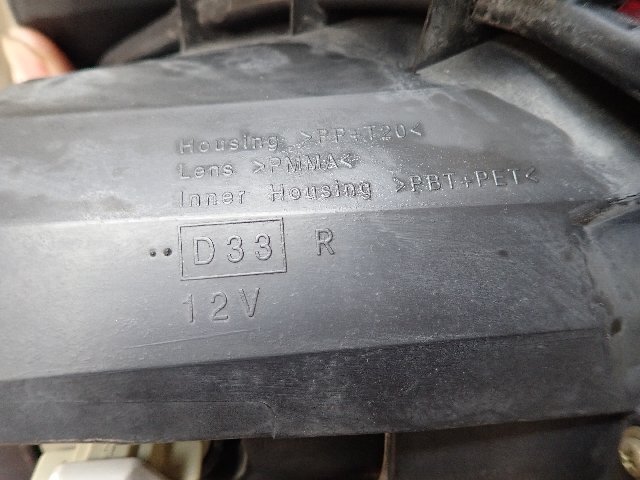 Housing >PP+T20<
Lens >PMMA<
Inner Housing >PBT+PET<
D33 R
12V